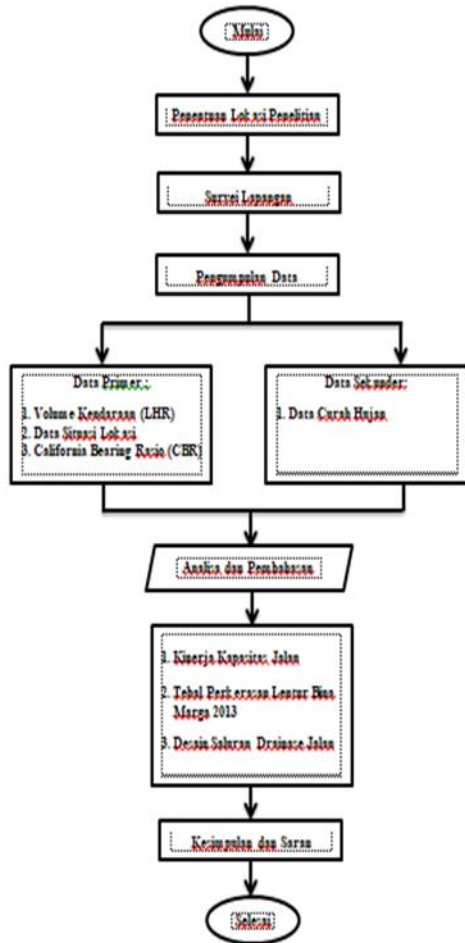 Mulai
Penentuan Lokasi Penelitian
Survei Lapangan
Pengumpulan Data
Data Primer :
1. Volume Kendaraan (LHR)
2. Data Situasi Lokasi
3. California Bearing Rasio (CBR)
Data Sekunder:
1. Data Curah Hujan
Analisa dan Pembahasan
1. Kinerja Kapasitas Jalan
2. Tebal Perkerasan Lentur Bina
Marga 2013
3. Desain Saluran Drainase Jalan
Kesimpulan dan Saran
Selesai